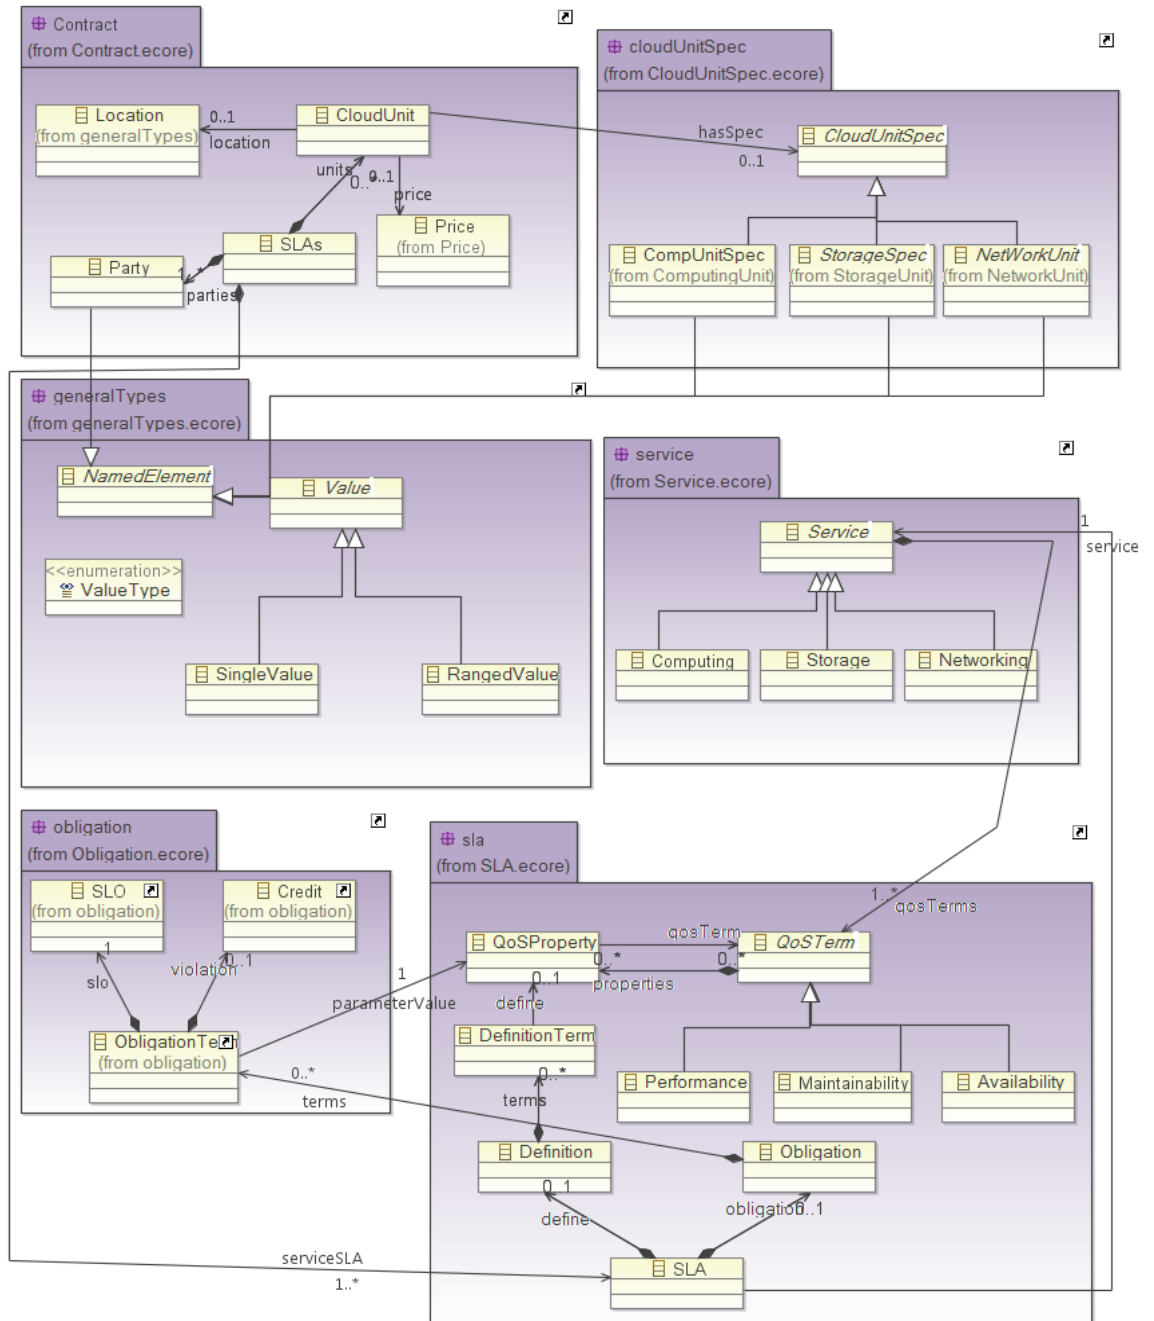 Contract
(from Contract.ecore)
Location
(from generalTypes)
0..1
location
CloudUnit
units
0..*
0..1
price
Price
(from Price)
SLAs
Party
1..*
parties
cloudUnitSpec
(from CloudUnitSpec.ecore)
hasSpec
0..1
CloudUnitSpec
CompUnitSpec
(from ComputingUnit)
StorageSpec
(from StorageUnit)
NetWorkUnit
(from NetworkUnit)
generalTypes
(from generalTypes.ecore)
NamedElement
Value
<<enumeration>>
ValueType
SingleValue
RangedValue
service
(from Service.ecore)
Service
1
service
Computing
Storage
Networking
obligation
(from Obligation.ecore)
SLO
(from obligation)
Credit
(from obligation)
1
slo
violation
0..1
1
parameterValue
(from obligation)
0..*
terms
sla
(from SLA.ecore)
1..*
qosTerms
QoSProperty
qosTerm
QoSTerm
0..*
0..*
properties
0..1
define
DefinitionTerm
0..*
terms
Performance
Maintainability
Availability
Definition
Obligation
0..1
define
obligation
0..1
SLA
serviceSLA
1..*